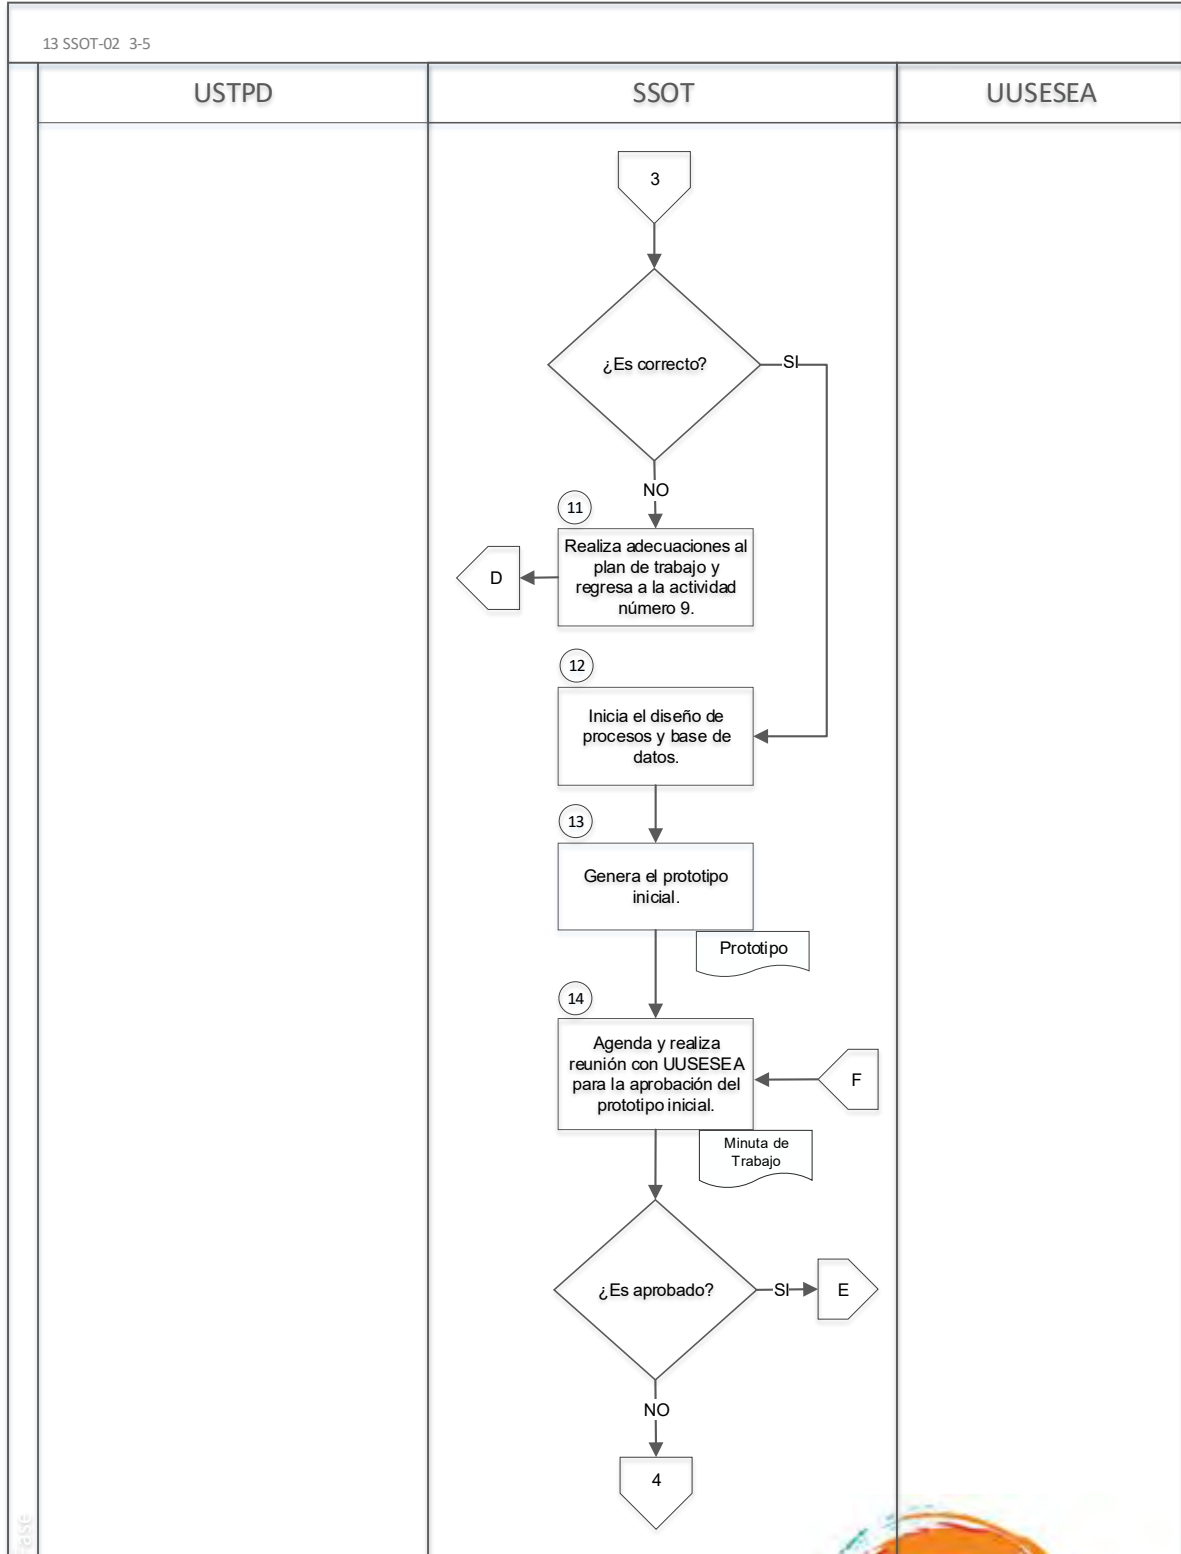 13 SSOT-02 3-5
USTPD
SSOT
UUSESEA
3
¿Es correcto?
SI
NO
11
Realiza adecuaciones al
plan de trabajo y
regresa a la actividad
número 9.
D
12
Inicia el diseño de
procesos y base de
datos.
13
Genera el prototipo
inicial.
Prototipo
14
Agenda y realiza
reunión con UUSESEA
para la aprobación del
prototipo inicial.
F
Minuta de
Trabajo
¿Es aprobado?
SI
E
NO
4